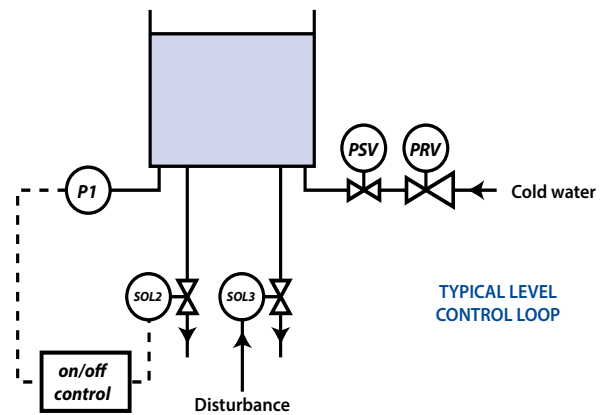 PSV
PRV
P1
Cold water
SOL2
SOL3
TYPICAL LEVEL
CONTROL LOOP
on/off
control
Disturbance